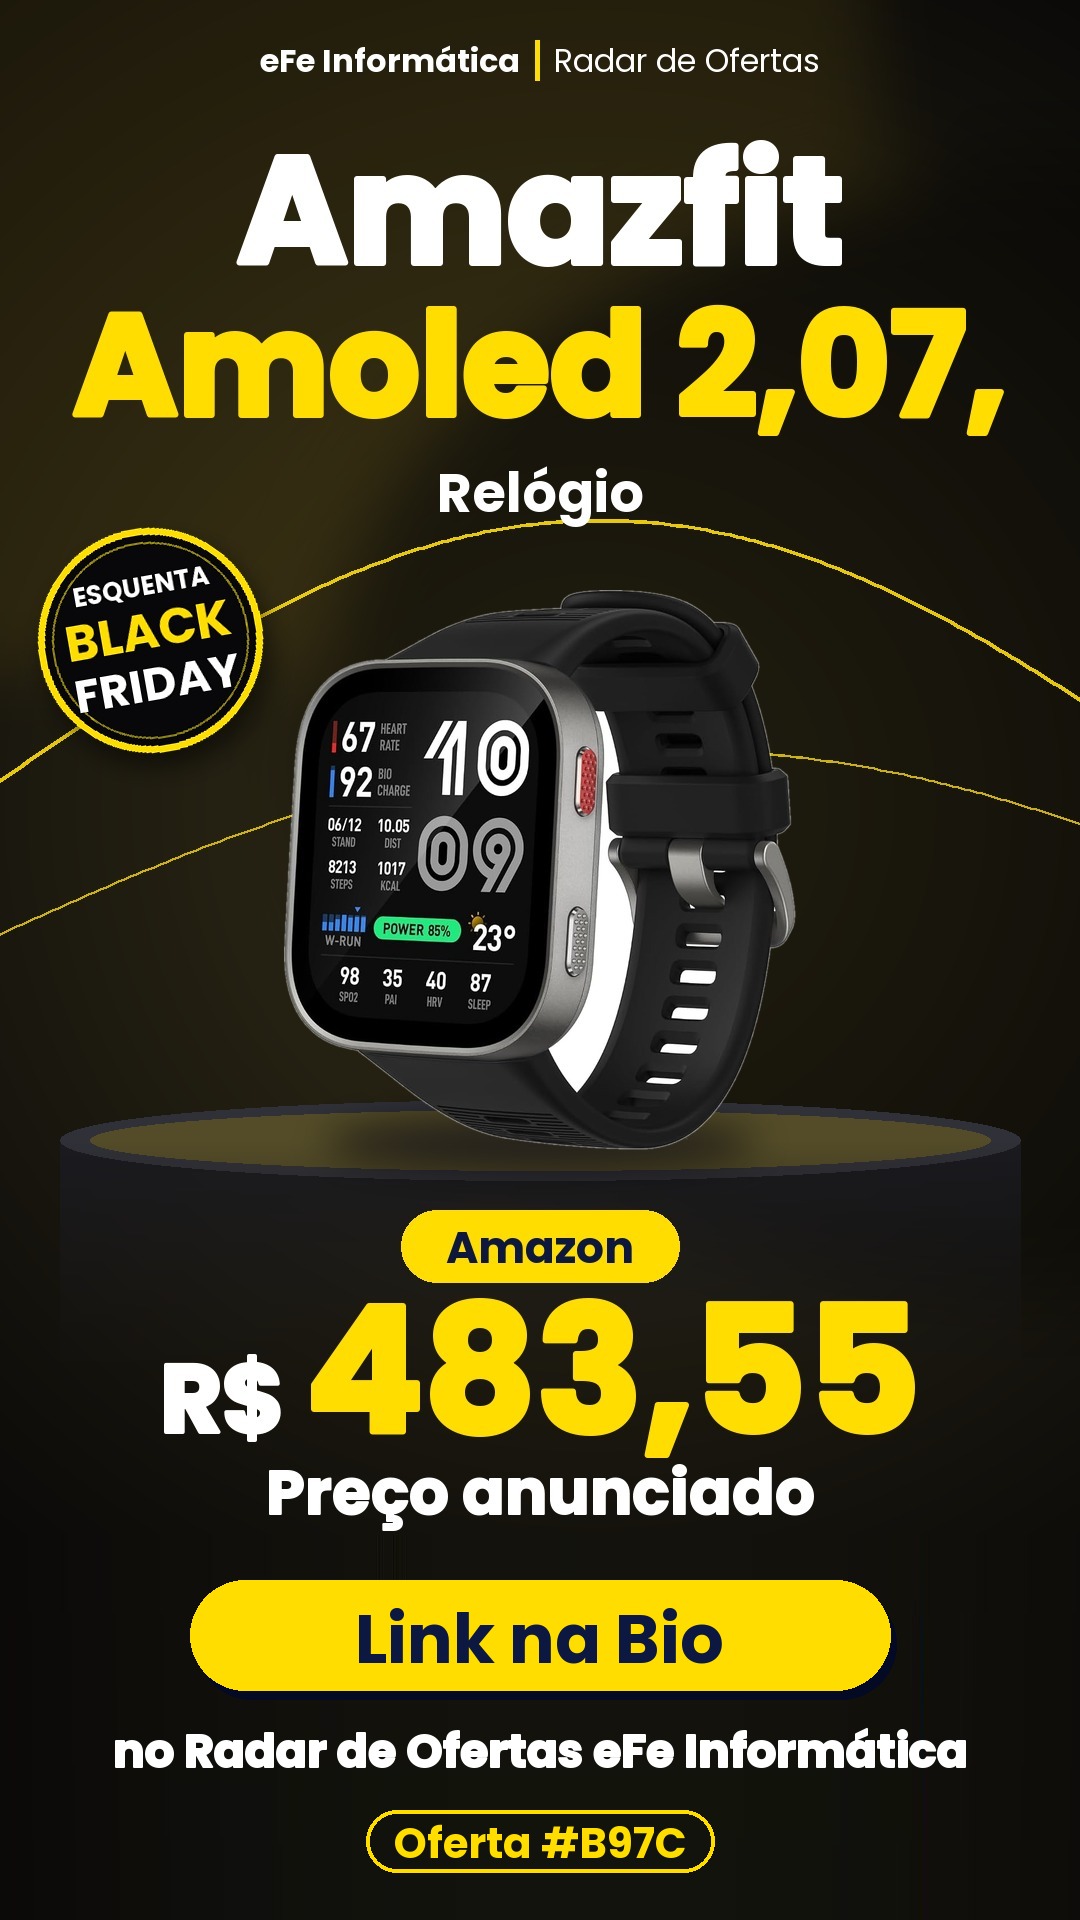 eFe Informática | Radar de Ofertas
Amazfit
Amoled 2,07,
Relógio
ESQUENTA
BLACK
FRIDAY
67 HEART RATE
92 BIO CHARGE
10
09
06/12 10.05
STAND DIST
8213 1017
STEPS KCAL
W-RUN
POWER 85%
23°
98 35 40 87
SPO2 PAI HRV SLEEP
Amazon
R$ 483,55
Preço anunciado
Link na Bio
no Radar de Ofertas eFe Informática
Oferta #B97C